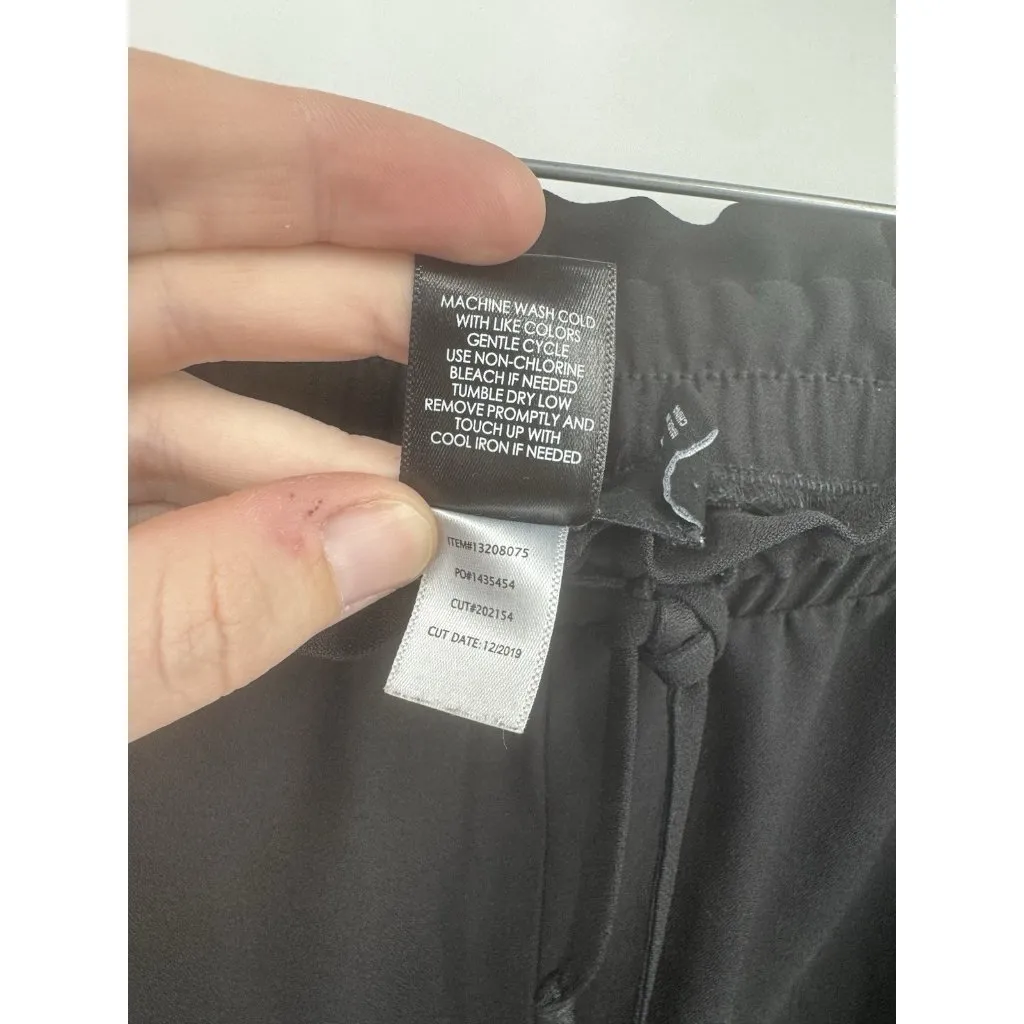 MACHINE WASH COLD
WITH LIKE COLORS
GENTLE CYCLE
USE NON-CHLORINE
BLEACH IF NEEDED
TUMBLE DRY LOW
REMOVE PROMPTLY AND
TOUCH UP WITH
COOL IRON IF NEEDED
ITEM#13208075
PO#1435454
CUT#202154
CUT DATE:12/2019